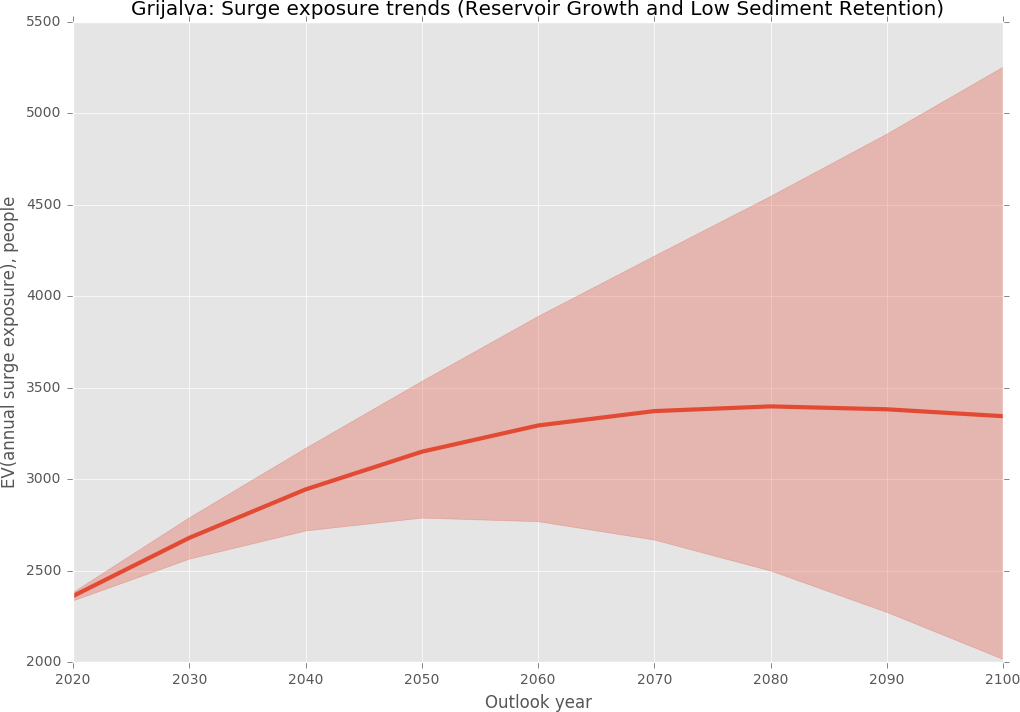 Grijalva: Surge exposure trends (Reservoir Growth and Low Sediment Retention)
5500
5000
4500
4000
3500
3000
2500
2000
EV(annual surge exposure), people
2020 2030 2040 2050 2060 2070 2080 2090 2100
Outlook year